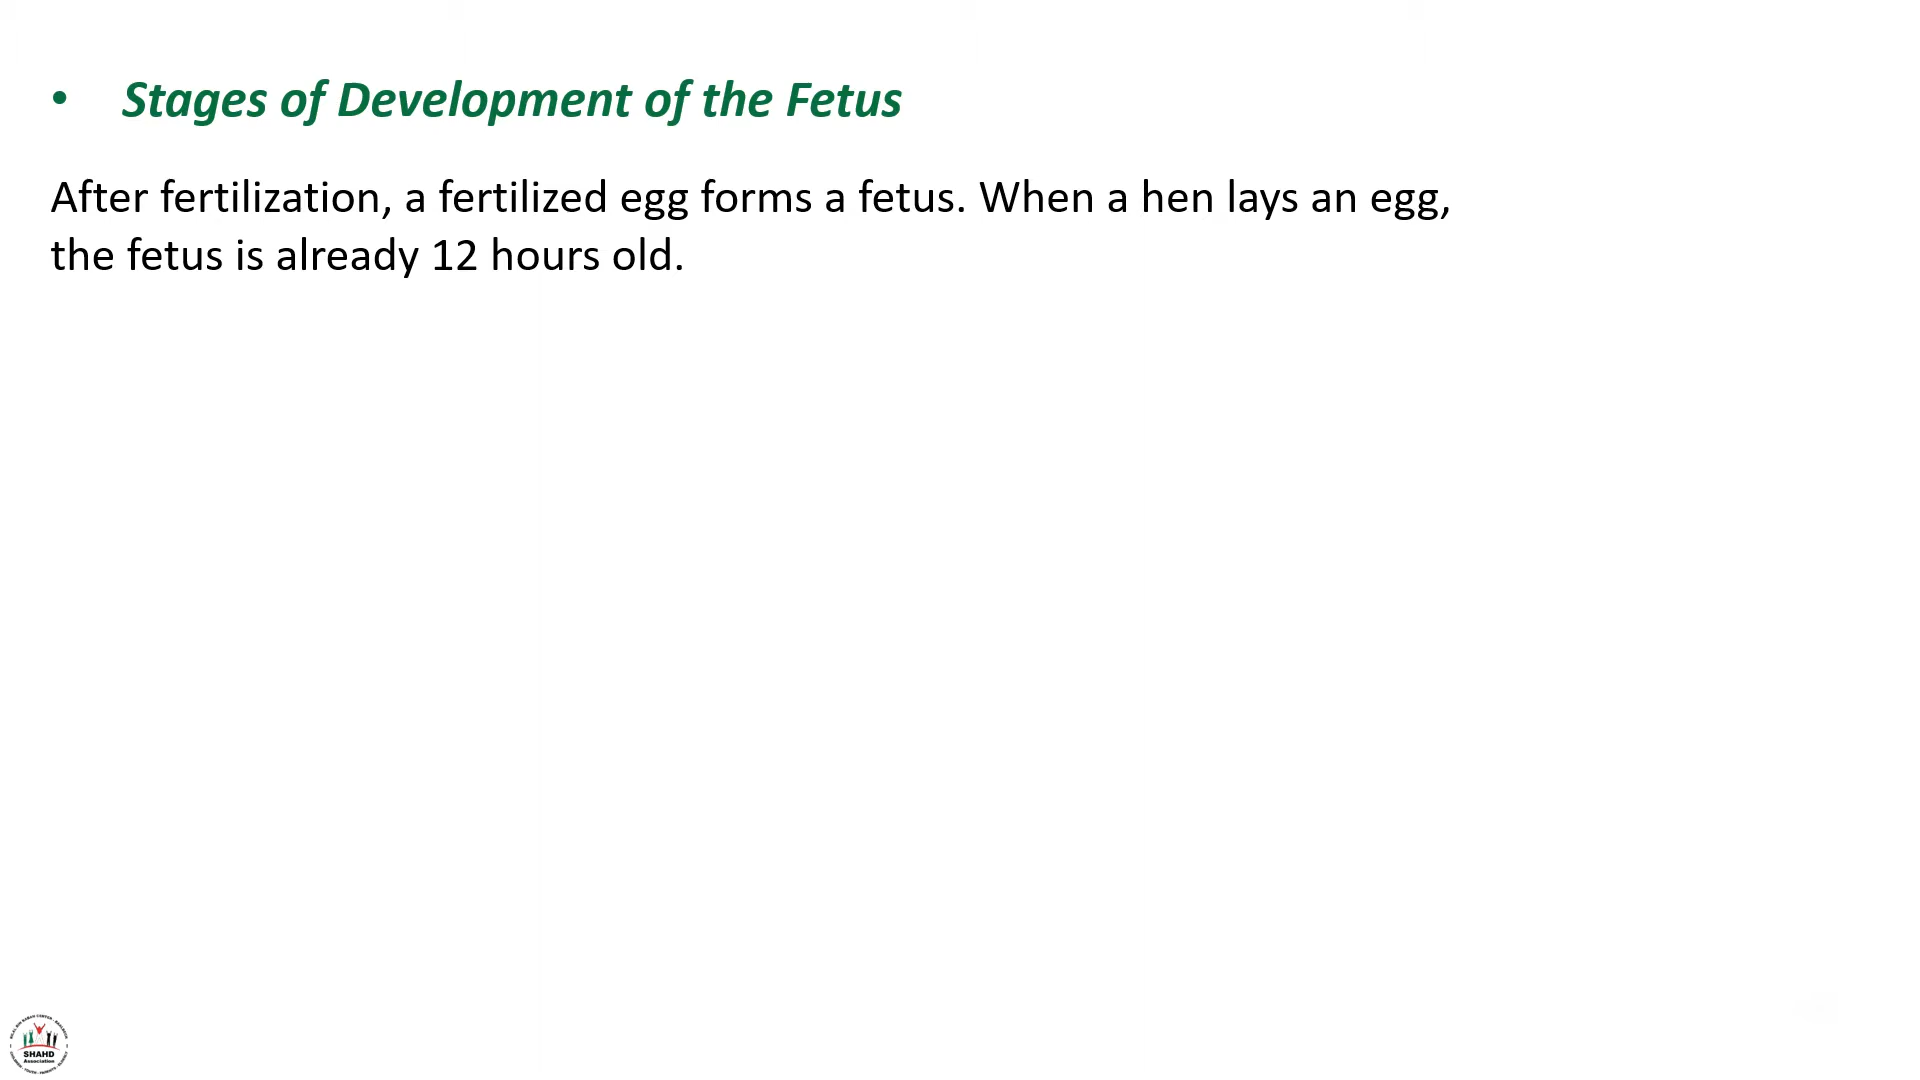 • Stages of Development of the Fetus
After fertilization, a fertilized egg forms a fetus. When a hen lays an egg,
the fetus is already 12 hours old.
SHAHD
Association